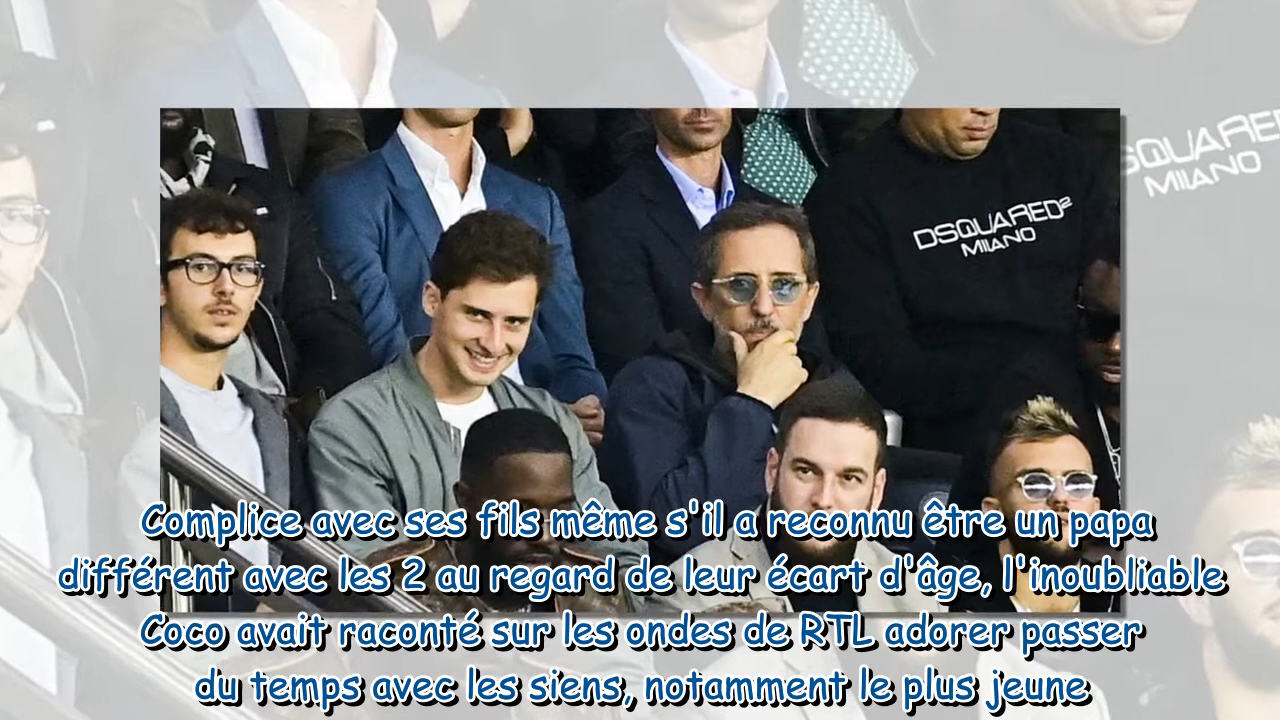 DSQUARED²
MILANO
SQUARE
MILANO
Complice avec ses fils même s'il a reconnu être un papa
différent avec les 2 au regard de leur écart d'âge, l'inoubliable
Coco avait raconté sur les ondes de RTL adorer passer
du temps avec les siens, notamment le plus jeune